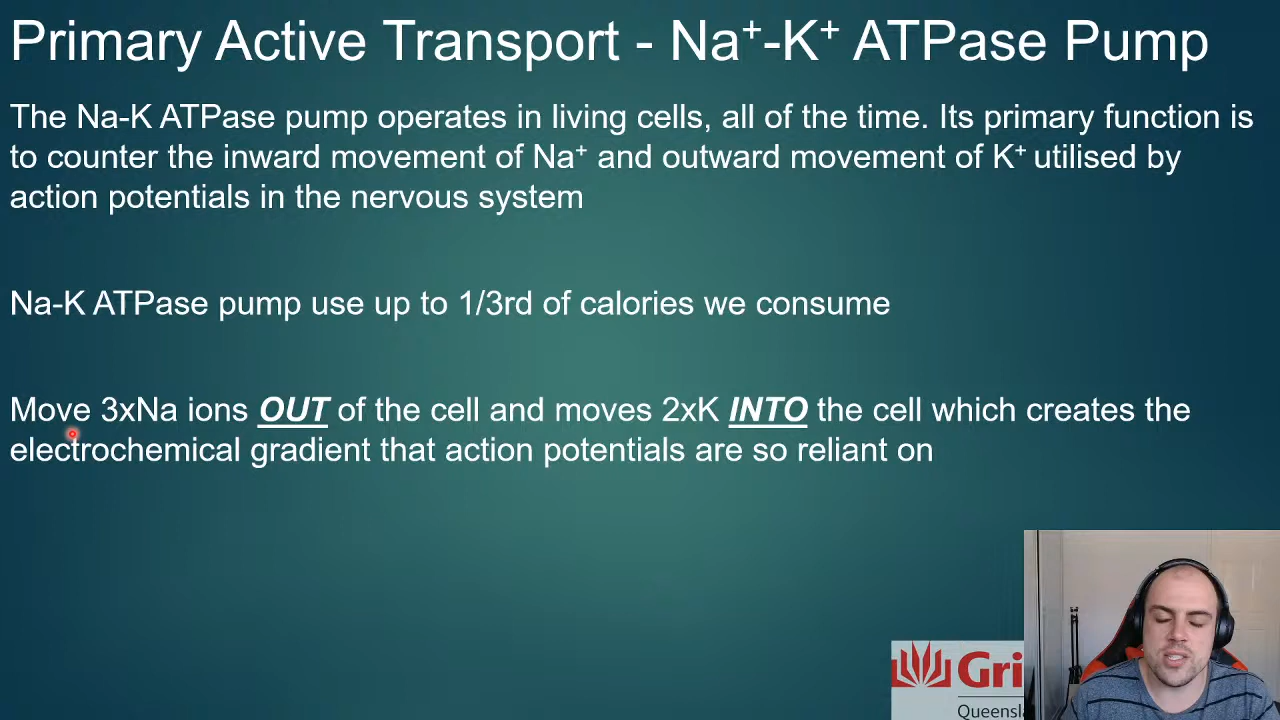 Primary Active Transport - Na⁺-K⁺ ATPase Pump
The Na-K ATPase pump operates in living cells, all of the time. Its primary function is
to counter the inward movement of Na⁺ and outward movement of K⁺ utilised by
action potentials in the nervous system
Na-K ATPase pump use up to 1/3rd of calories we consume
Move 3xNa ions OUT of the cell and moves 2xK INTO the cell which creates the
electrochemical gradient that action potentials are so reliant on
Gri
Queensla